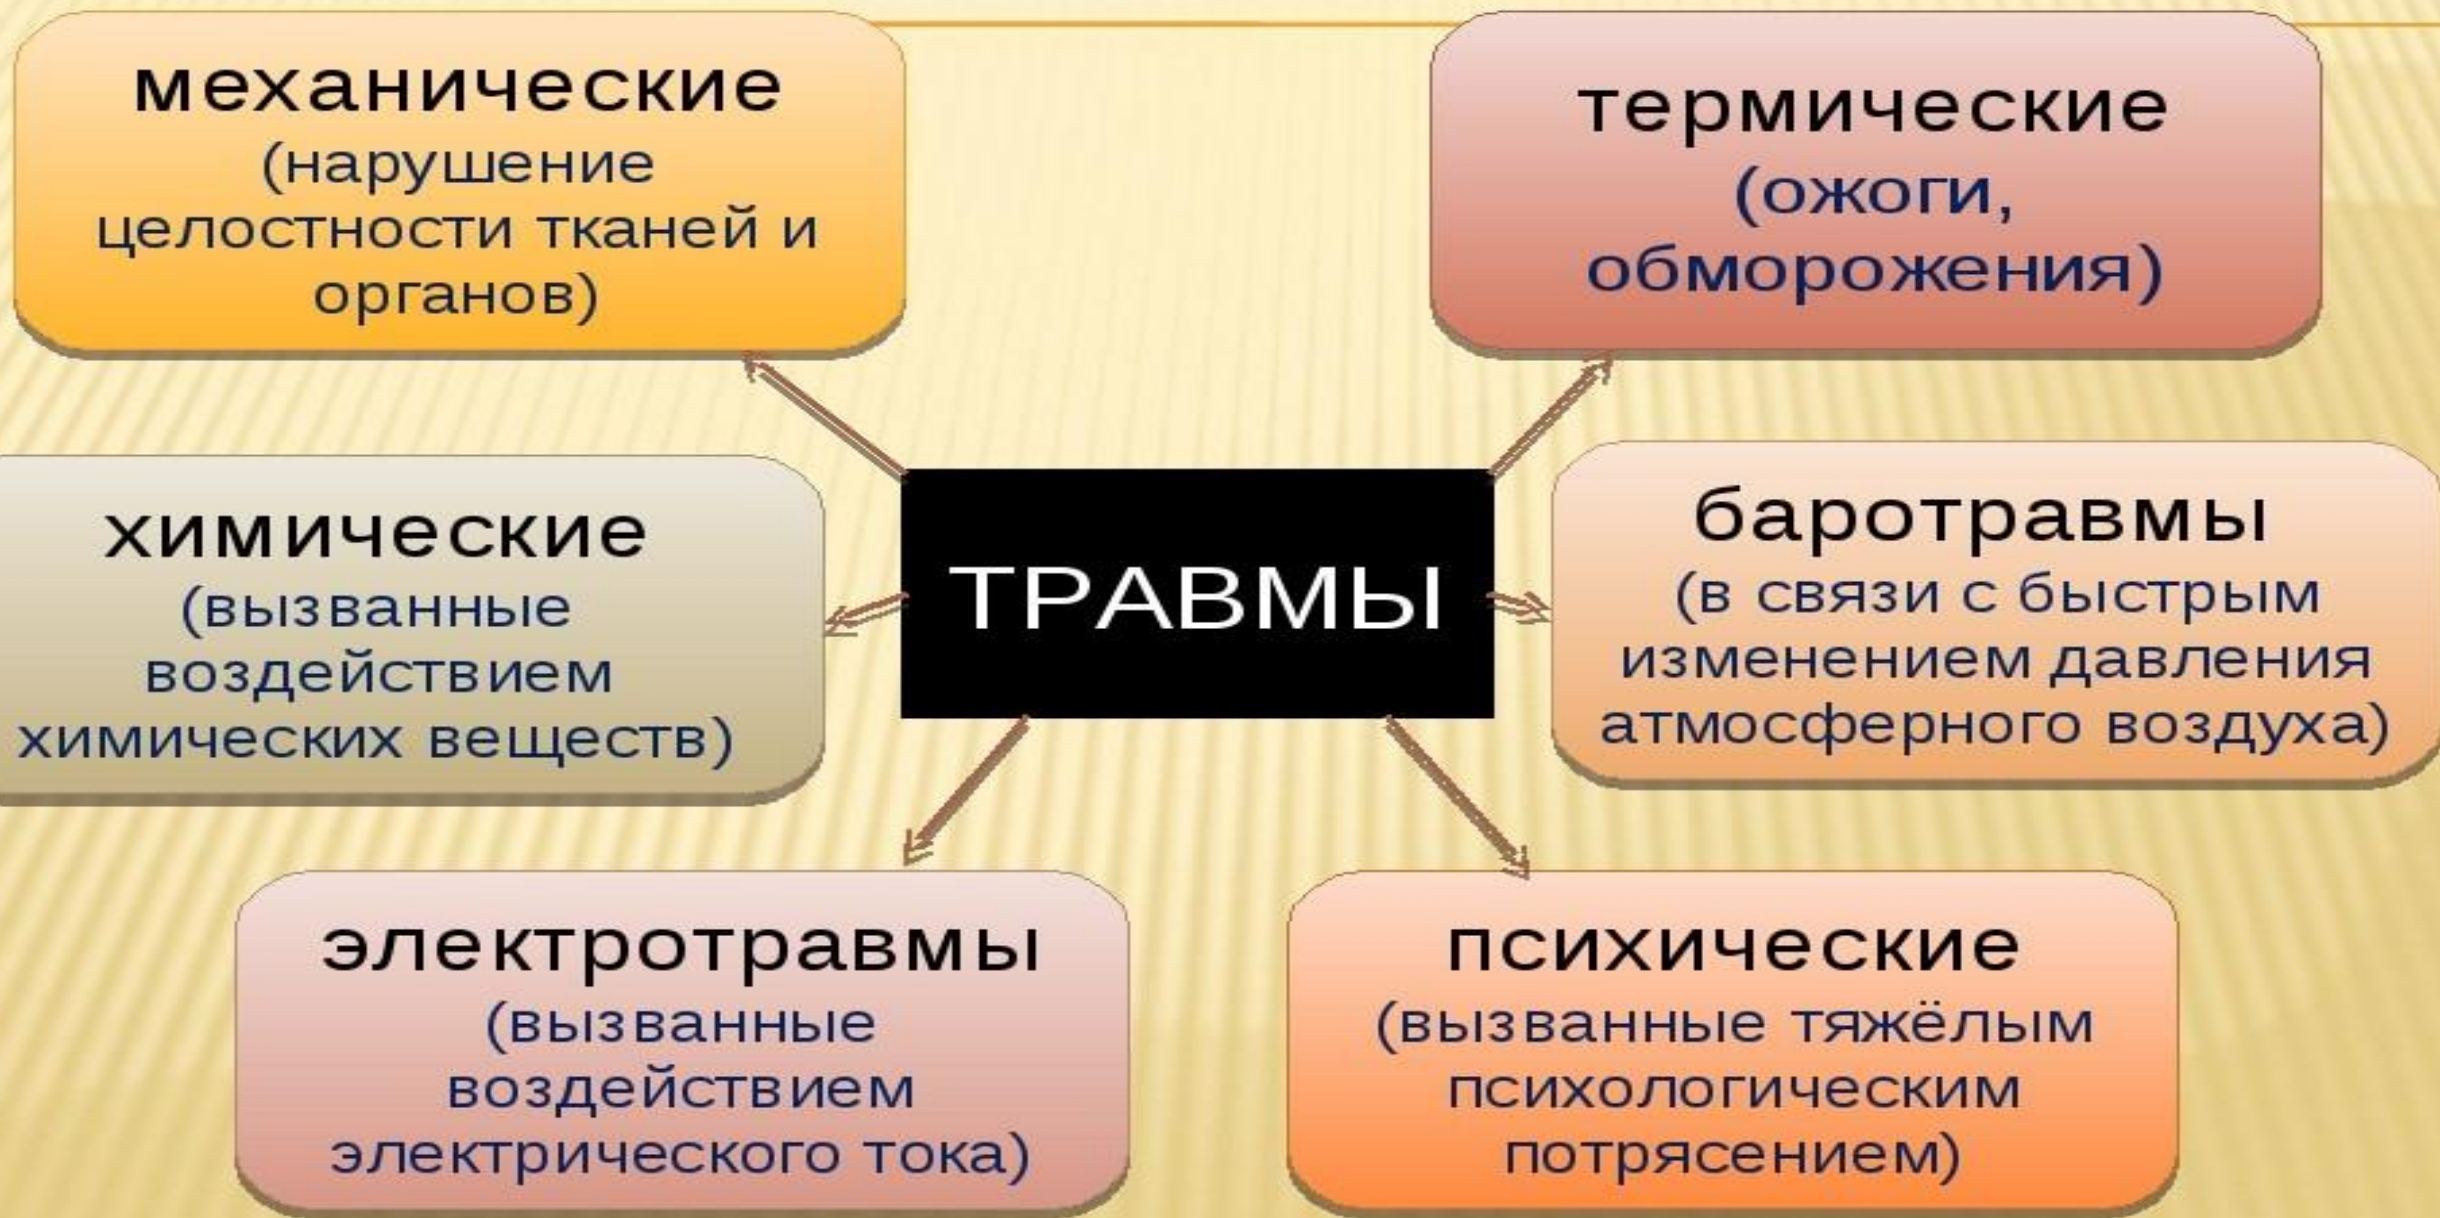 механические
(нарушение
целостности тканей и
органов)
термические
(ожоги,
обморожения)
химические
(вызванные
воздействием
химических веществ)
ТРАВМЫ
баротравмы
(в связи с быстрым
изменением давления
атмосферного воздуха)
электротравмы
(вызванные
воздействием
электрического тока)
психические
(вызванные тяжёлым
психологическим
потрясением)